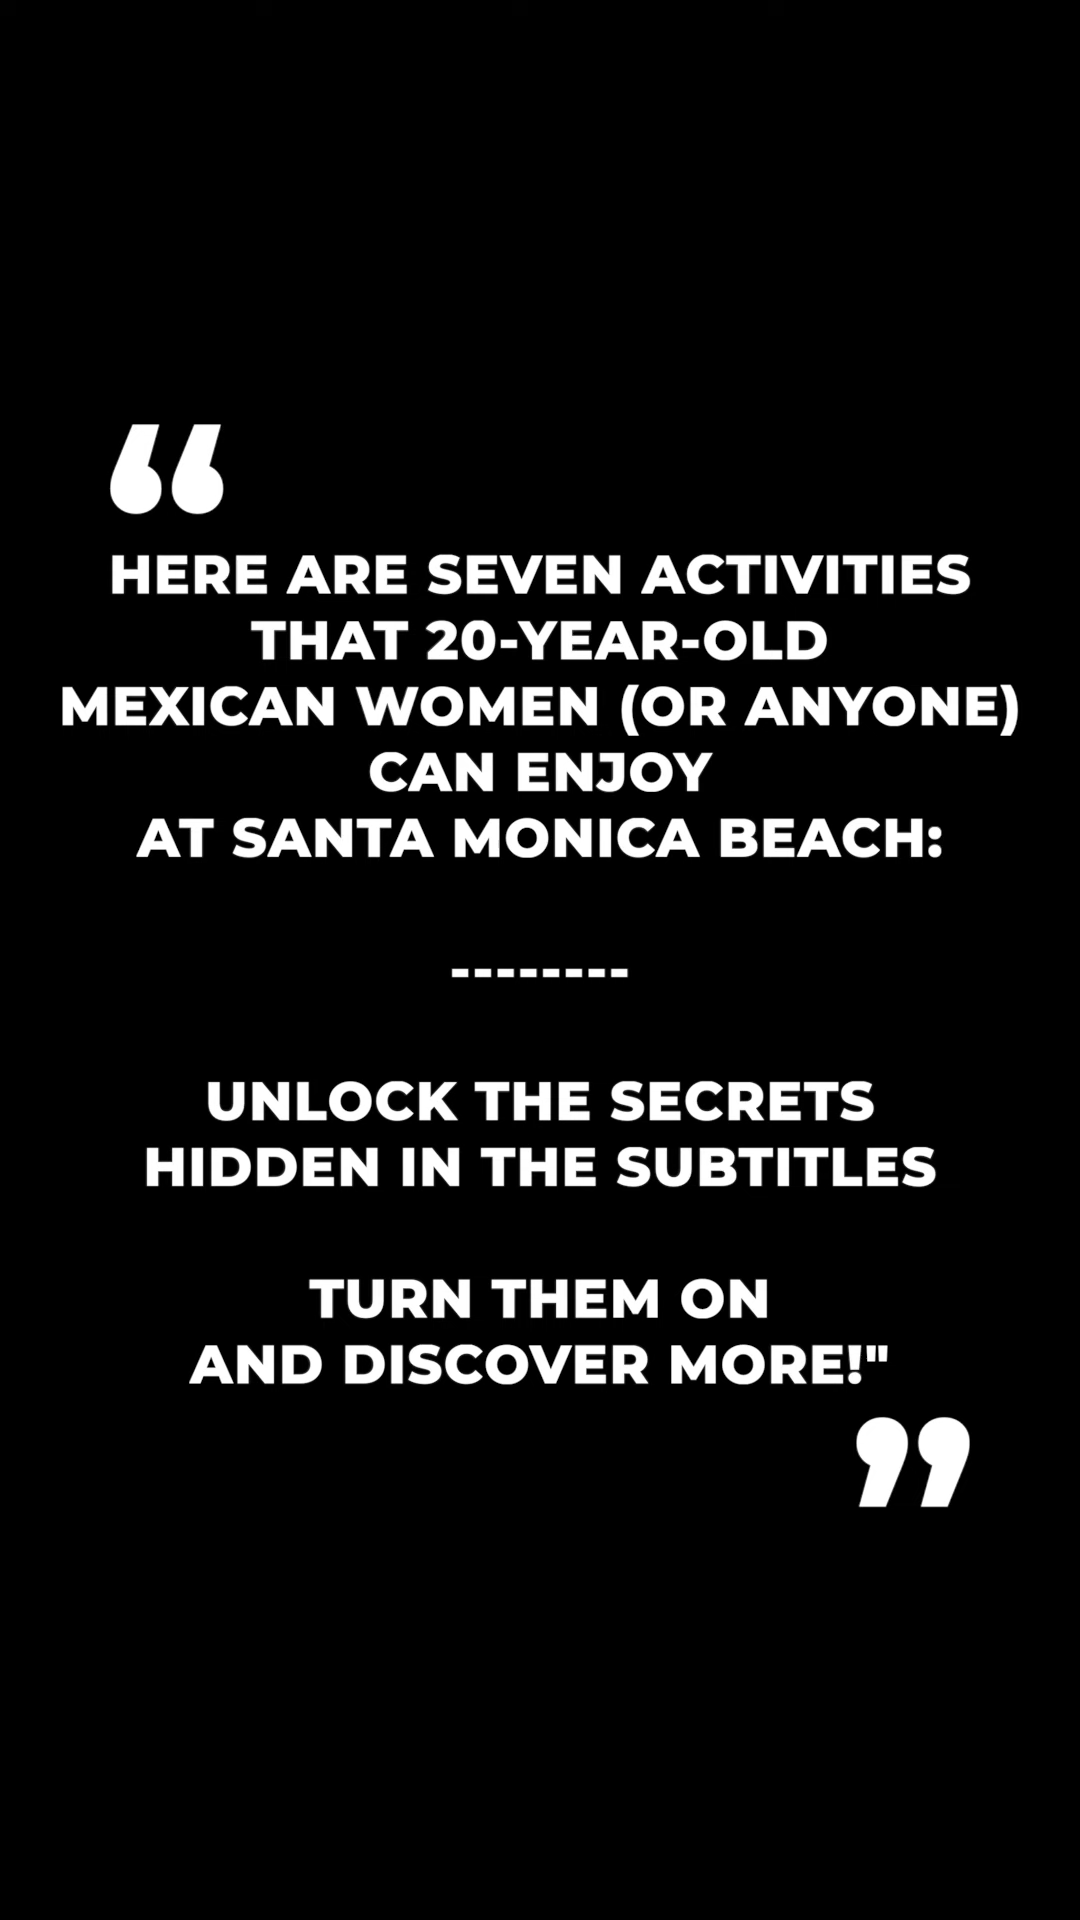 “
HERE ARE SEVEN ACTIVITIES
THAT 20-YEAR-OLD
MEXICAN WOMEN (OR ANYONE)
CAN ENJOY
AT SANTA MONICA BEACH:
--------
UNLOCK THE SECRETS
HIDDEN IN THE SUBTITLES
TURN THEM ON
AND DISCOVER MORE!"
”